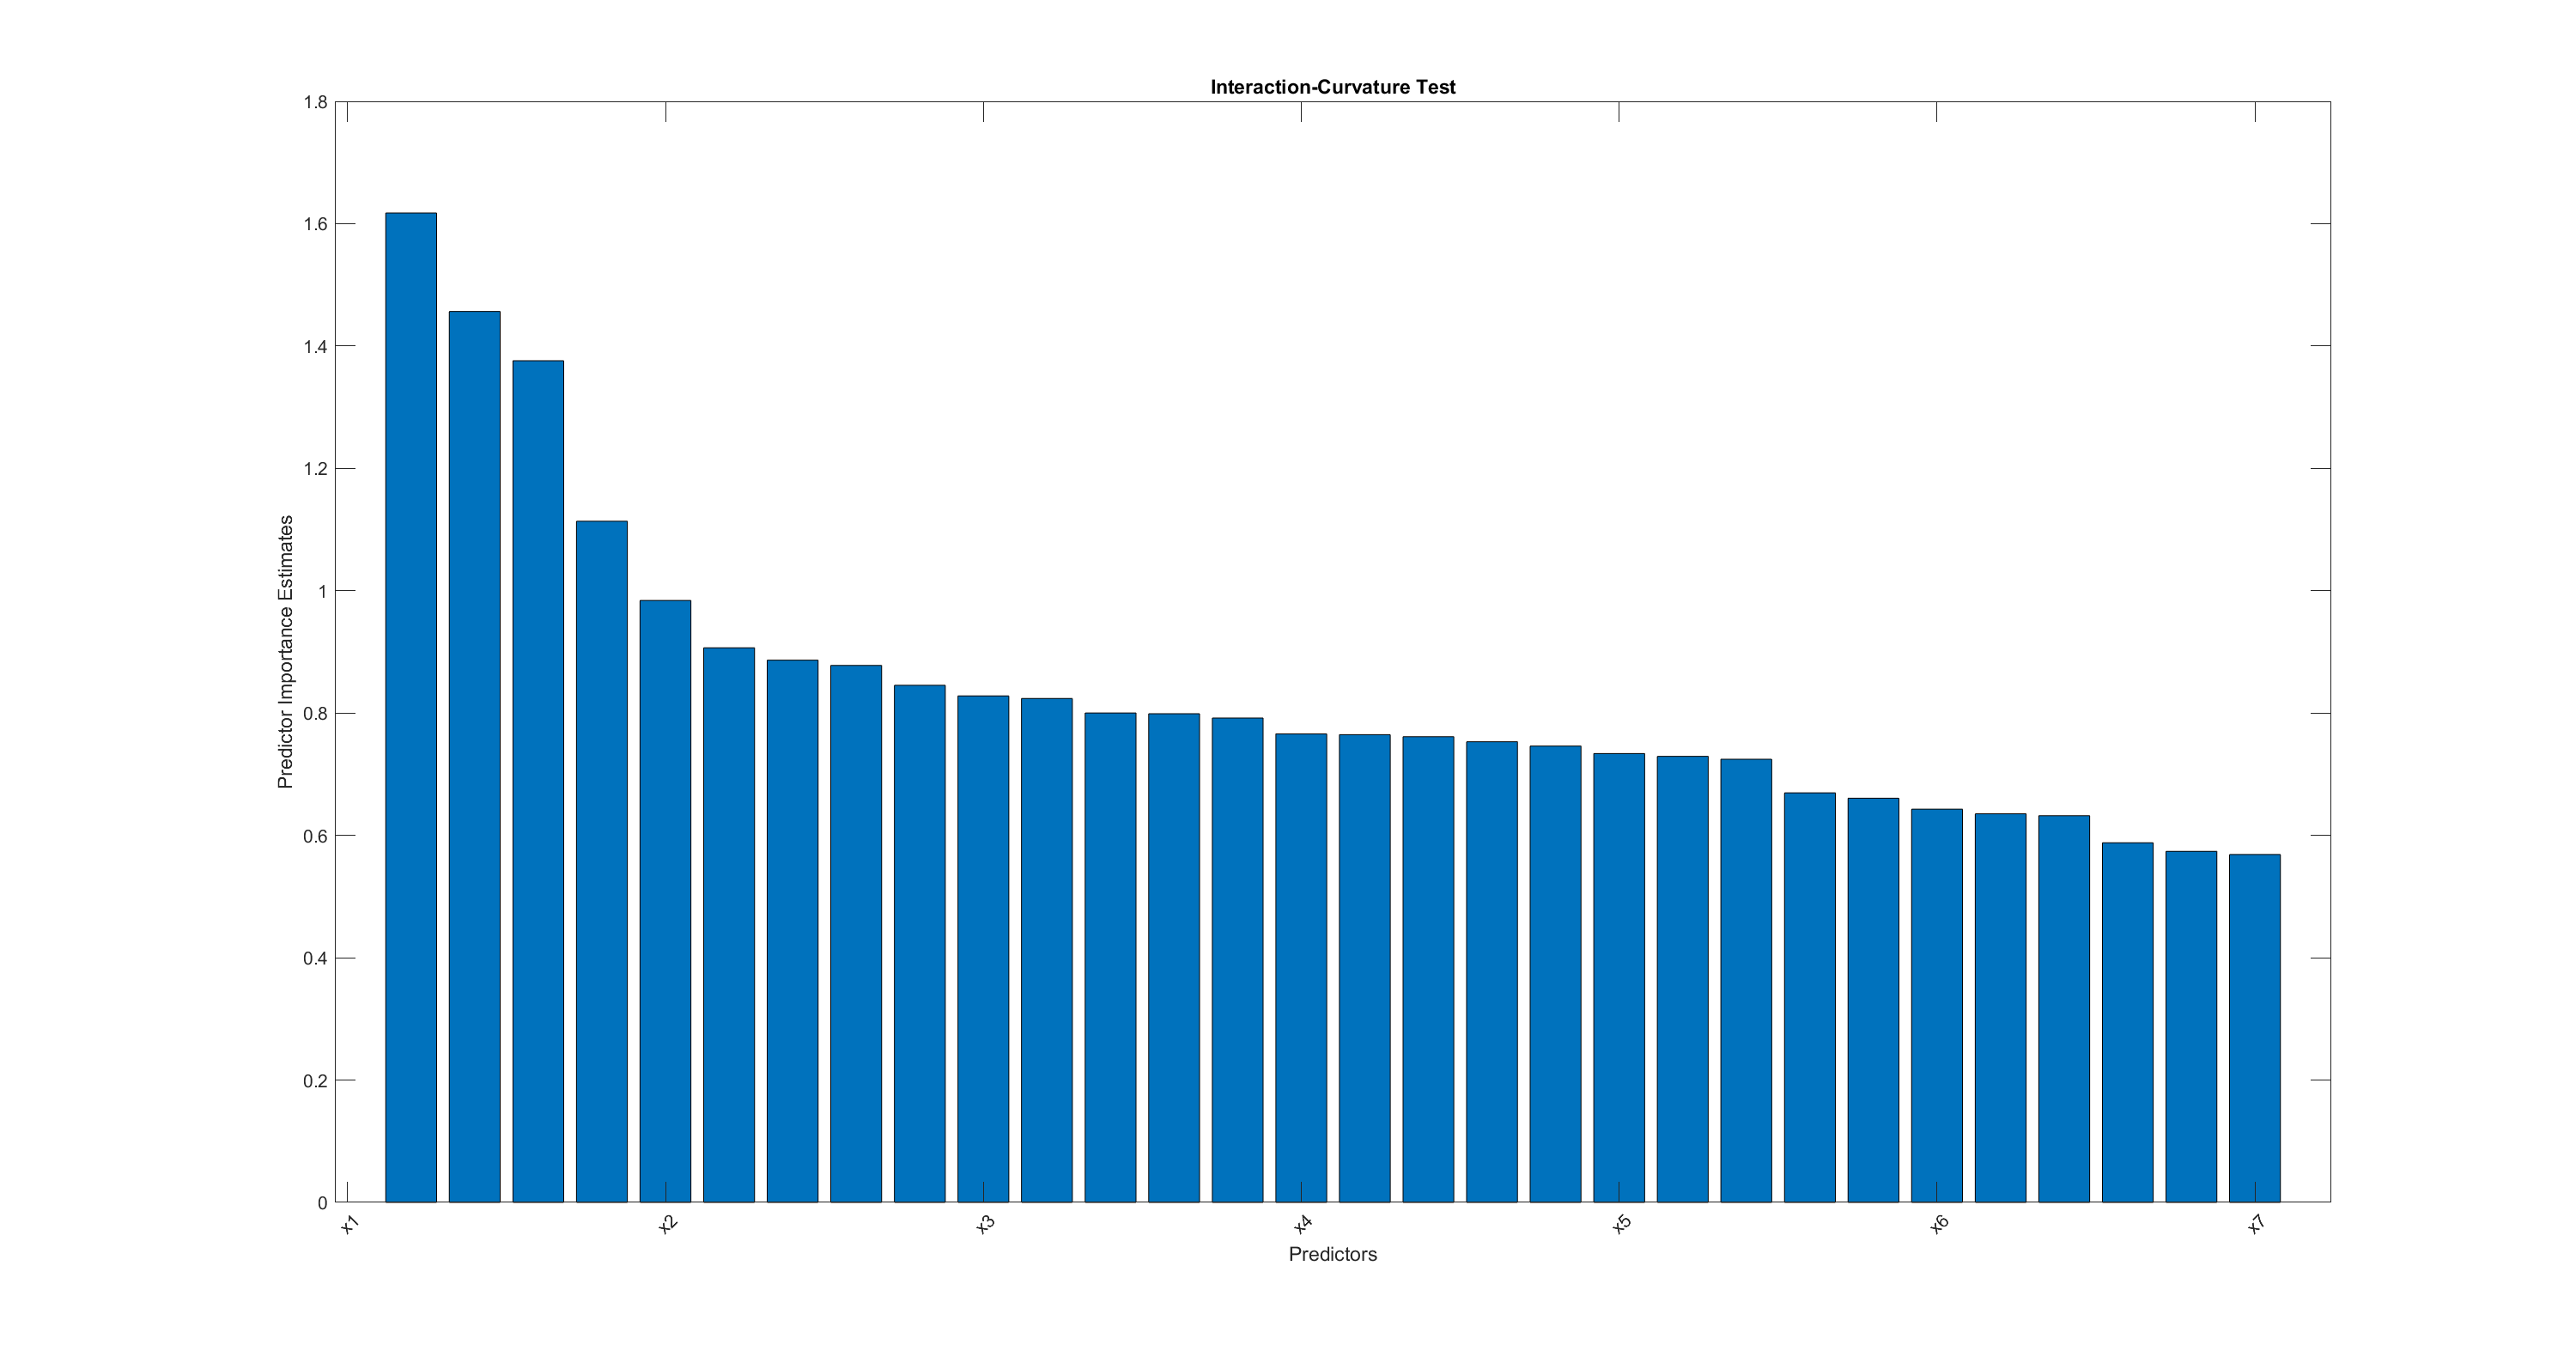 Interaction-Curvature Test
Predictor Importance Estimates
1.8
1.6
1.4
1.2
1
0.8
0.6
0.4
0.2
0
x1 x2 x3 x4 x5 x6 x7
Predictors